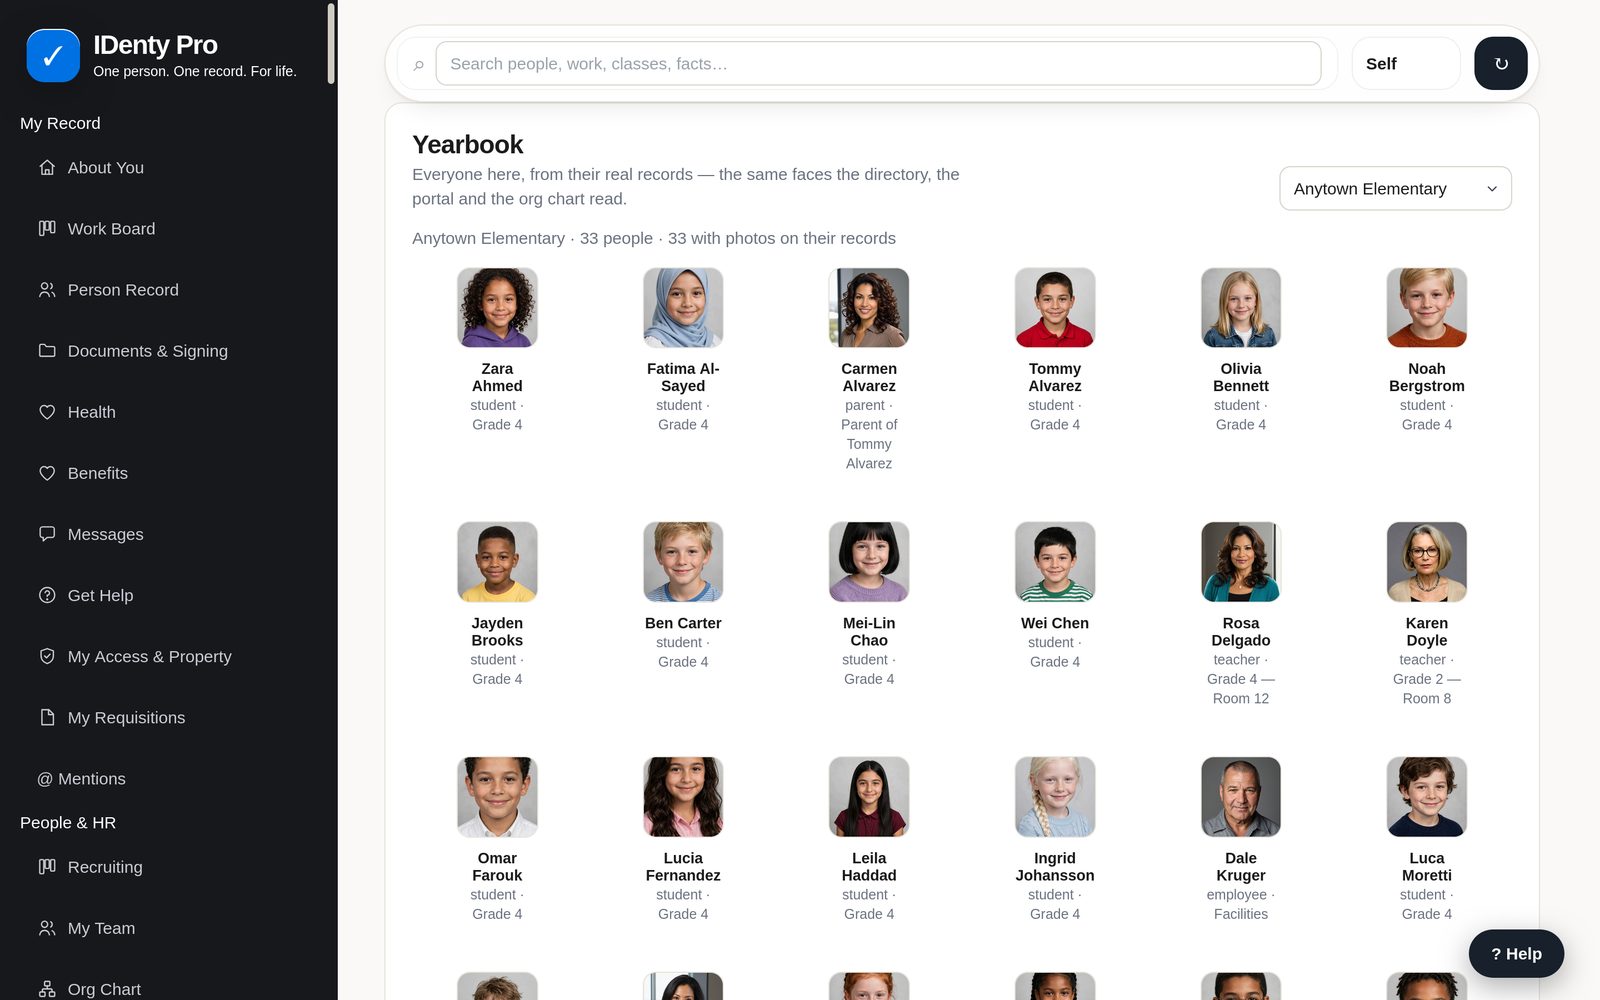 IDenty Pro
One person. One record. For life.
My Record
About You
Work Board
Person Record
Documents & Signing
Health
Benefits
Messages
Get Help
My Access & Property
My Requisitions
@ Mentions
People & HR
Recruiting
My Team
Org Chart
Search people, work, classes, facts…
Self
Yearbook
Everyone here, from their real records — the same faces the directory, the
portal and the org chart read.
Anytown Elementary
Anytown Elementary · 33 people · 33 with photos on their records
Zara
Ahmed
student ·
Grade 4
Fatima Al-
Sayed
student ·
Grade 4
Carmen
Alvarez
parent ·
Parent of
Tommy
Alvarez
Tommy
Alvarez
student ·
Grade 4
Olivia
Bennett
student ·
Grade 4
Noah
Bergstrom
student ·
Grade 4
Jayden
Brooks
student ·
Grade 4
Ben Carter
student ·
Grade 4
Mei-Lin
Chao
student ·
Grade 4
Wei Chen
student ·
Grade 4
Rosa
Delgado
teacher ·
Grade 4 —
Room 12
Karen
Doyle
teacher ·
Grade 2 —
Room 8
Omar
Farouk
student ·
Grade 4
Lucia
Fernandez
student ·
Grade 4
Leila
Haddad
student ·
Grade 4
Ingrid
Johansson
student ·
Grade 4
Dale
Kruger
employee ·
Facilities
Luca
Moretti
student ·
Grade 4
? Help